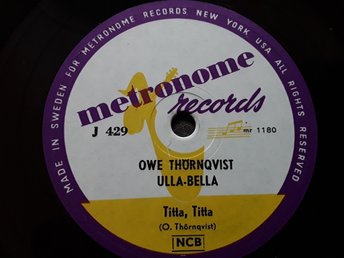 MADE IN SWEDEN FOR METRONOME RECORDS NEW YORK USA ALL RIGHTS RESERVED
metronome
records
J 429
mr 1180
OWE THÖRNQVIST
ULLA-BELLA
Titta, Titta
(O. Thörnqvist)
NCB